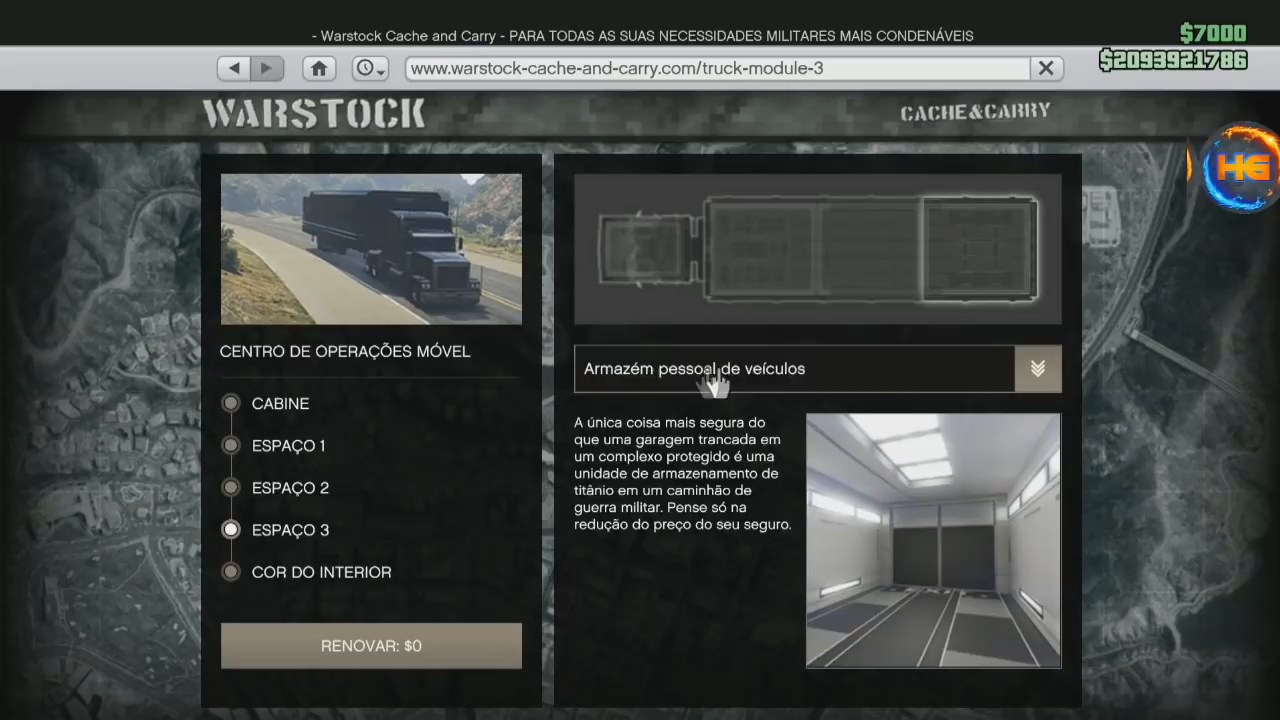 - Warstock Cache and Carry - PARA TODAS AS SUAS NECESSIDADES MILITARES MAIS CONDENÁVEIS
$7000
$2093921786
www.warstock-cache-and-carry.com/truck-module-3
WARSTOCK
CACHE&CARRY
HG
CENTRO DE OPERAÇÕES MÓVEL
CABINE
ESPAÇO 1
ESPAÇO 2
ESPAÇO 3
COR DO INTERIOR
RENOVAR: $0
Armazém pessoal de veículos
A única coisa mais segura do
que uma garagem trancada em
um complexo protegido é uma
unidade de armazenamento de
titânio em um caminhão de
guerra militar. Pense só na
redução do preço do seu seguro.